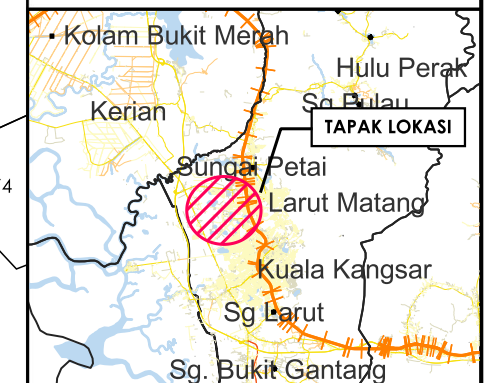 Kolam Bukit Merah
Hulu Perak
Sg Pulau
Kerian
TAPAK LOKASI
Sungai Petai
Larut Matang
Kuala Kangsar
Sg Larut
Sg. Bukit Gantang